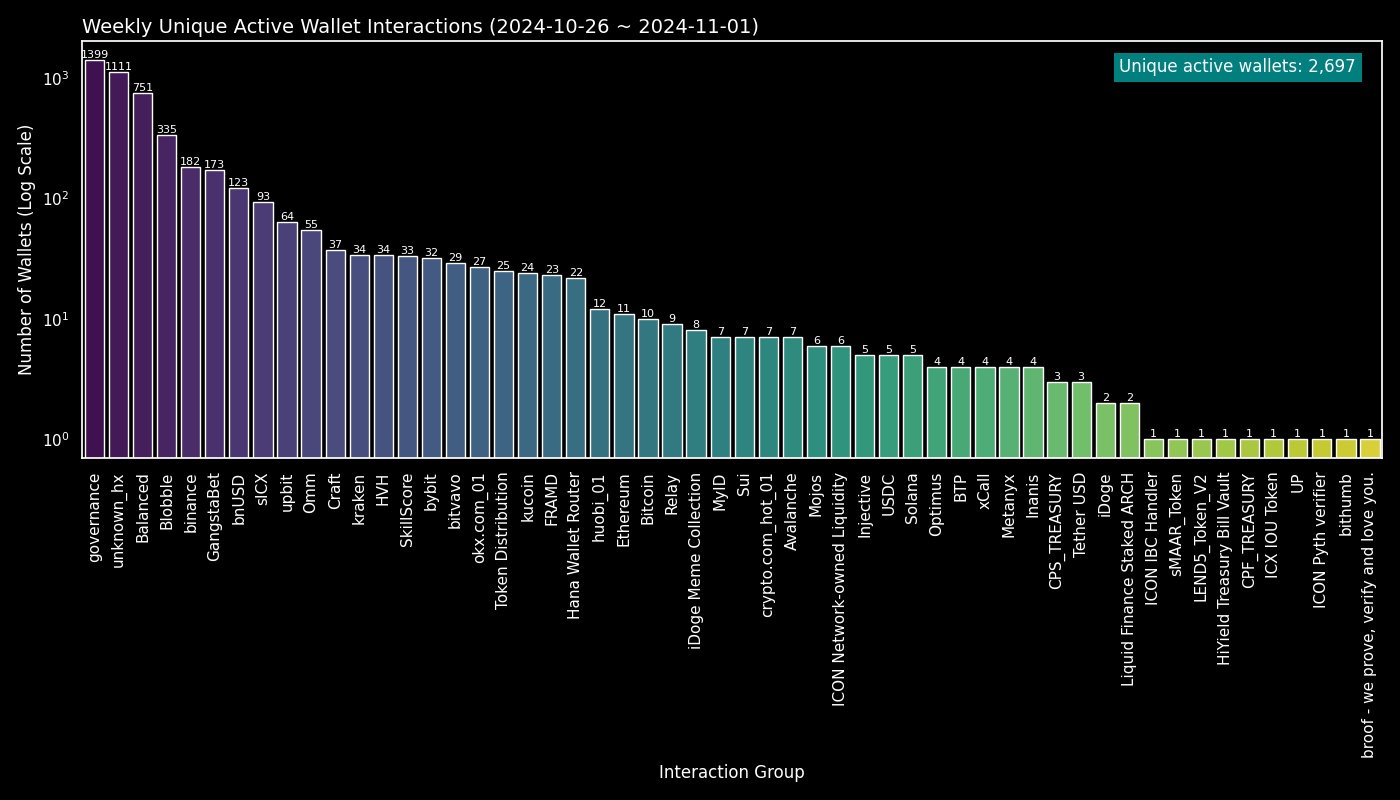 Weekly Unique Active Wallet Interactions (2024-10-26 ~ 2024-11-01)
Unique active wallets: 2,697
Number of Wallets (Log Scale)
10³
10²
10¹
10⁰
1399
1111
751
335
182
173
123
93
64
55
37
34
34
33
32
29
27
25
24
23
22
12
11
10
9
8
7
7
7
7
6
6
5
5
5
4
4
4
4
4
3
3
2
2
1
1
1
1
1
1
1
1
1
1
governance
unknown_hx
Balanced
Blobble
binance
GangstaBet
bnUSD
sICX
upbit
Omm
Craft
kraken
HVH
SkillScore
bybit
bitvavo
okx.com_01
Token Distribution
kucoin
FRAMD
Hana Wallet Router
huobi_01
Ethereum
Bitcoin
Relay
iDoge Meme Collection
MyID
Sui
crypto.com_hot_01
Avalanche
Mojos
ICON Network-owned Liquidity
Injective
USDC
Solana
Optimus
BTP
xCall
Metanyx
Inanis
CPS_TREASURY
Tether USD
iDoge
Liquid Finance Staked ARCH
ICON IBC Handler
sMAAR_Token
LEND5_Token_V2
HiYield Treasury Bill Vault
CPF_TREASURY
ICX IOU Token
UP
ICON Pyth verifier
bithumb
broof - we prove, verify and love you.
Interaction Group